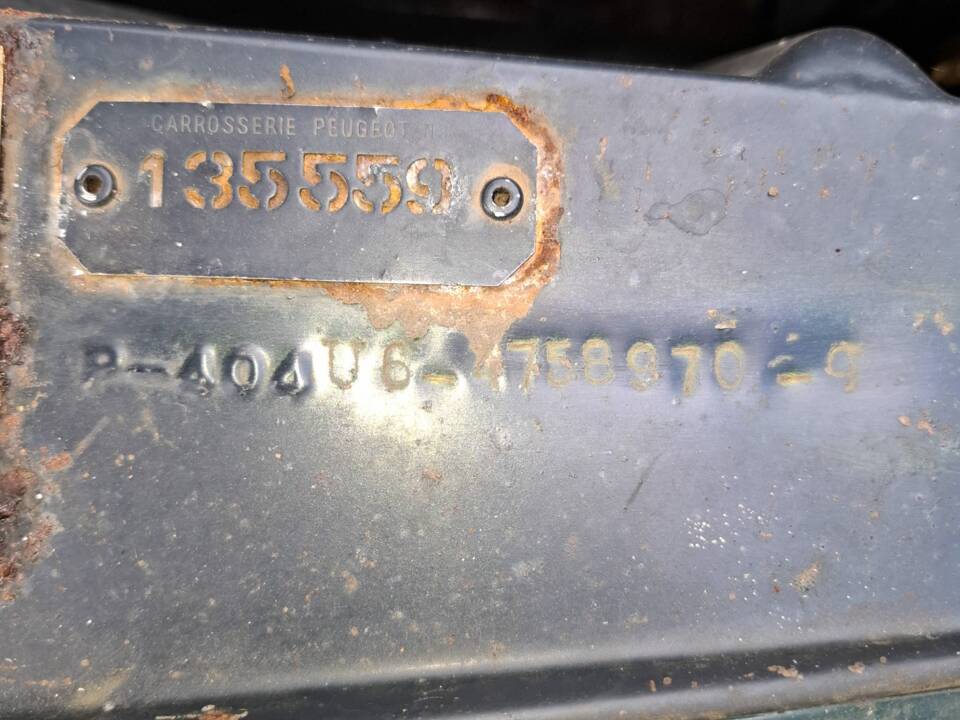 CARROSSERIE PEUGEOT N
135559
P-404U6-4758970-9